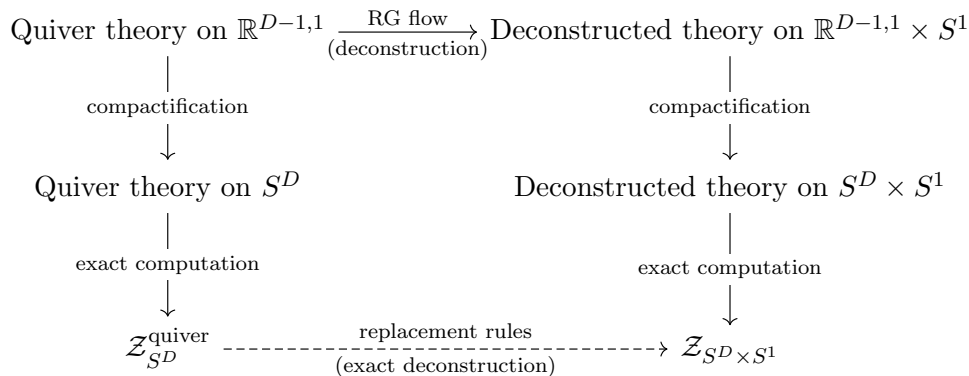 Quiver theory on ℝ^{D−1,1} RG flow (deconstruction) Deconstructed theory on ℝ^{D−1,1} × S^1
compactification compactification
Quiver theory on S^D Deconstructed theory on S^D × S^1
exact computation exact computation
𝒵^{quiver}_{S^D} replacement rules (exact deconstruction) 𝒵_{S^D×S^1}